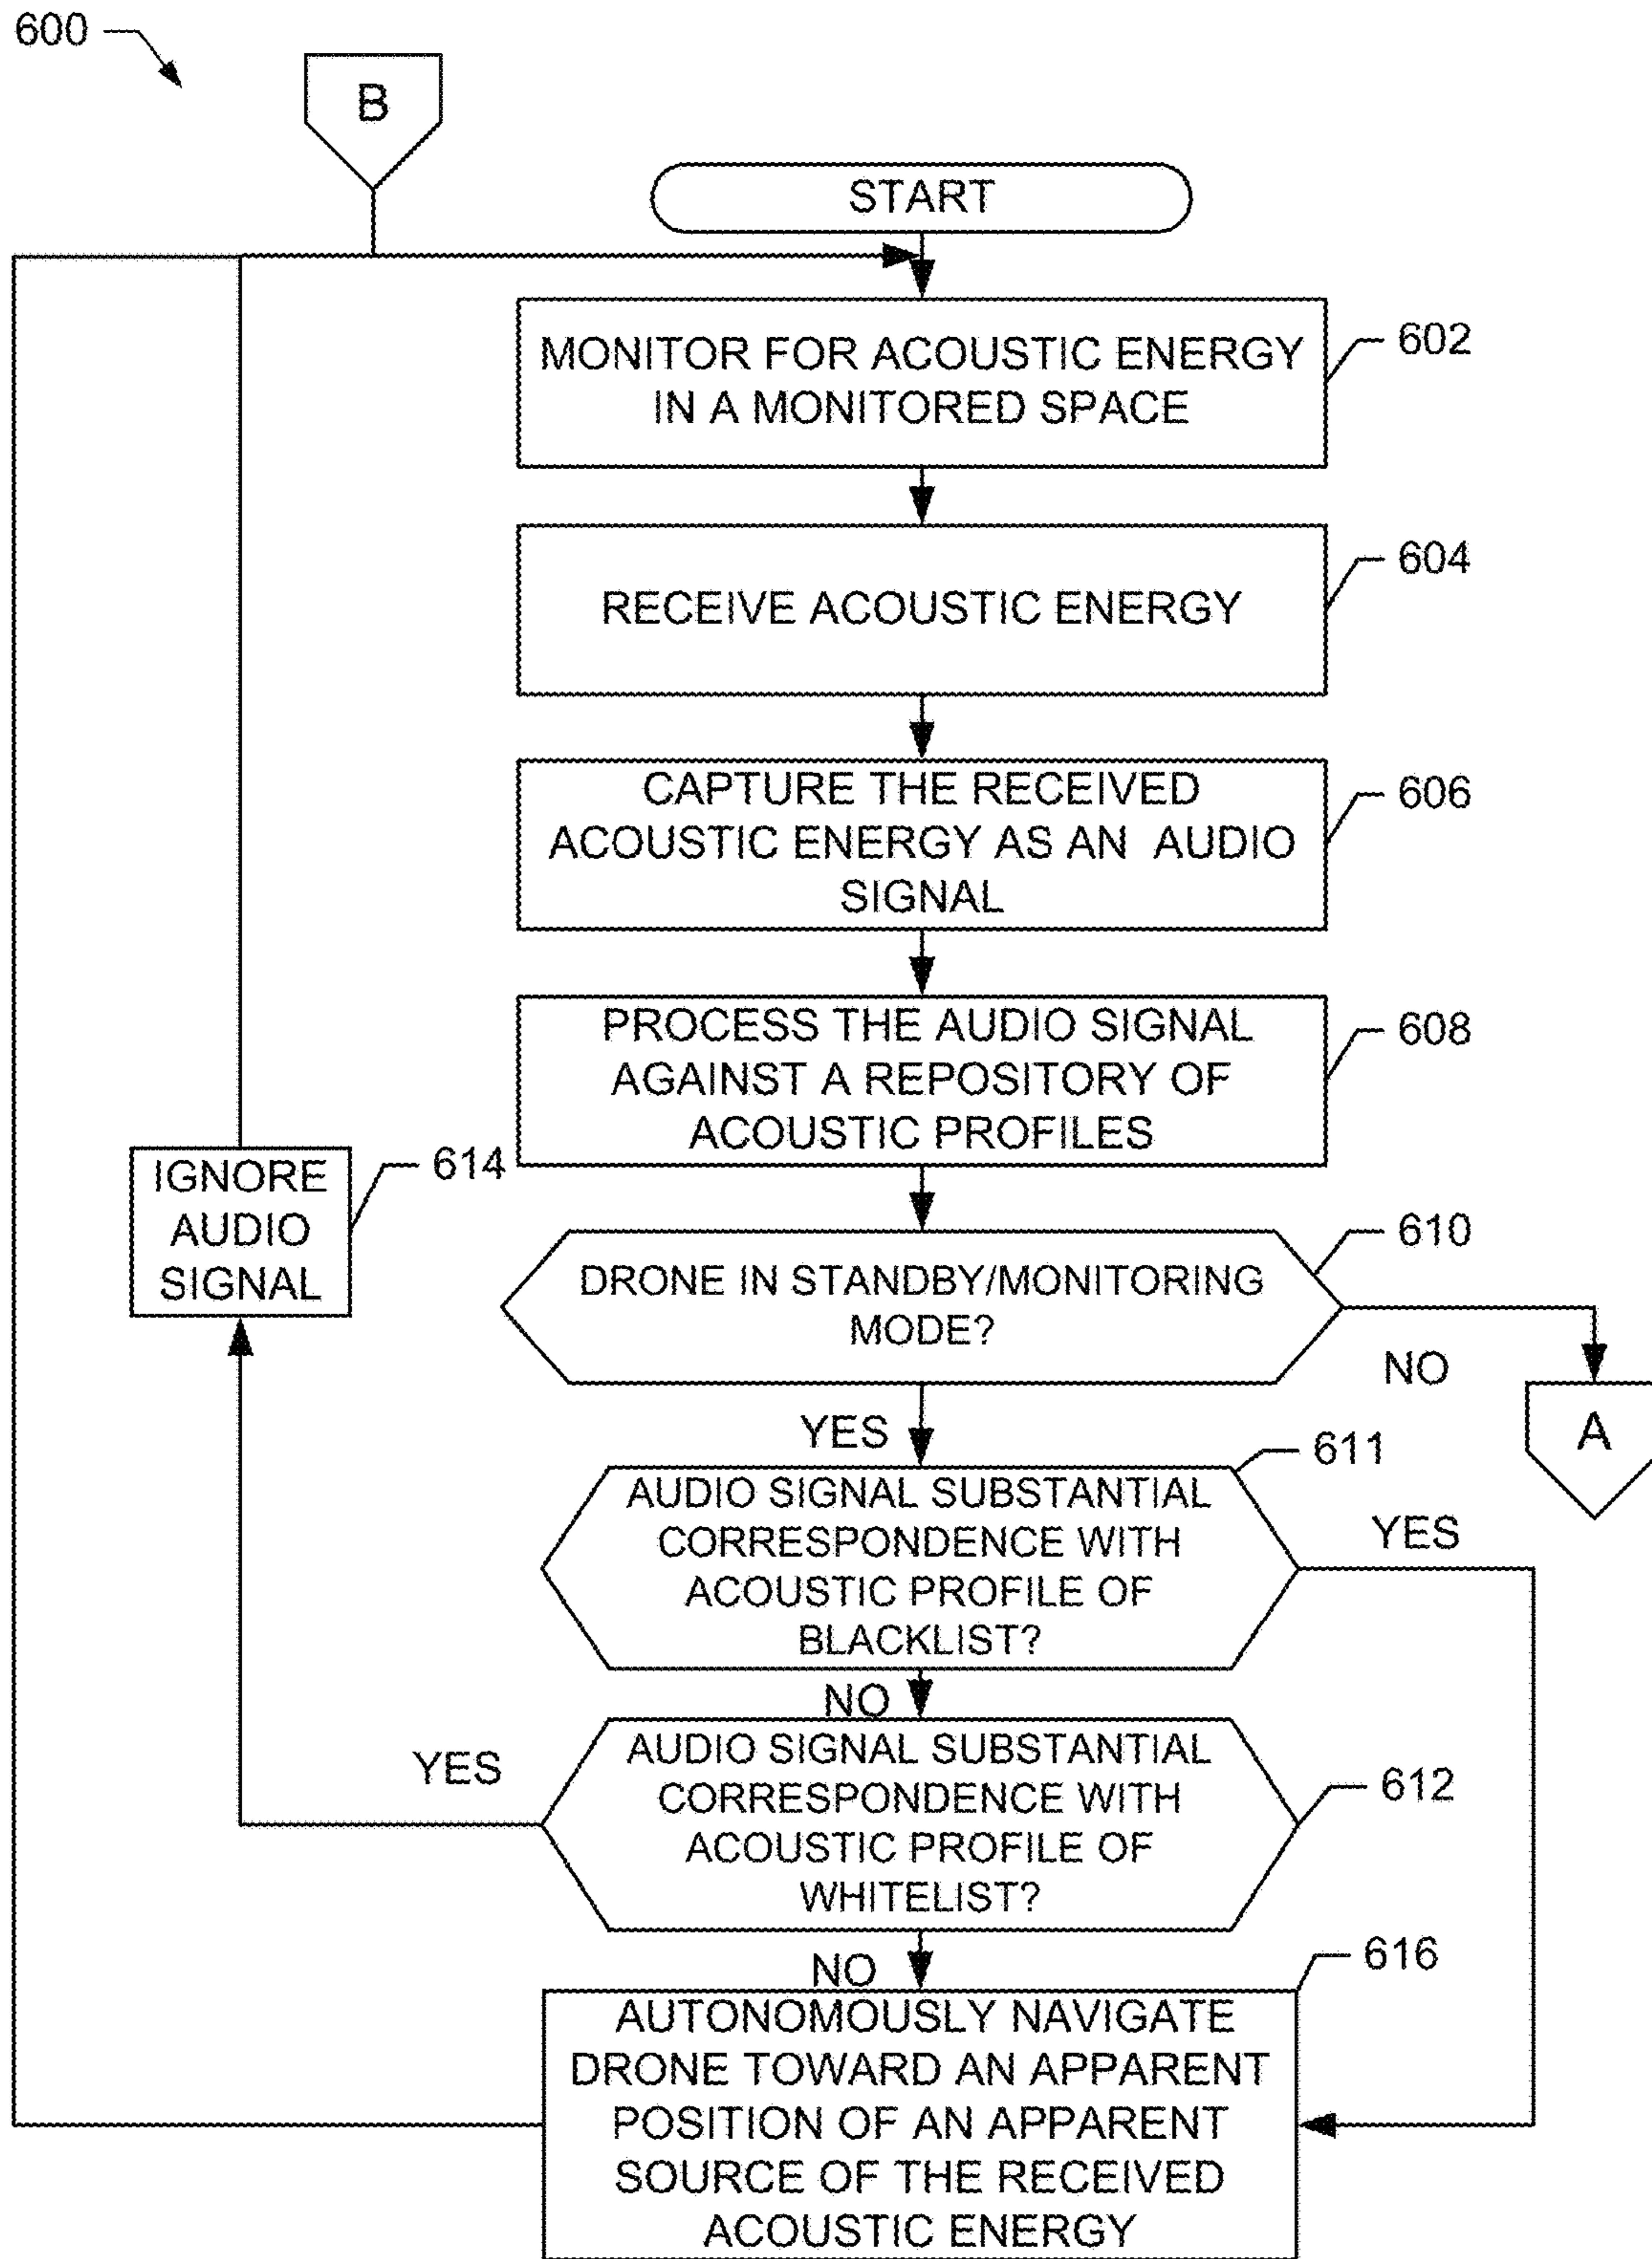 600
B
START
MONITOR FOR ACOUSTIC ENERGY
IN A MONITORED SPACE
602
RECEIVE ACOUSTIC ENERGY
604
CAPTURE THE RECEIVED
ACOUSTIC ENERGY AS AN AUDIO
SIGNAL
606
PROCESS THE AUDIO SIGNAL
AGAINST A REPOSITORY OF
ACOUSTIC PROFILES
608
IGNORE
AUDIO
SIGNAL
614
DRONE IN STANDBY/MONITORING
MODE?
610
NO
A
YES
AUDIO SIGNAL SUBSTANTIAL
CORRESPONDENCE WITH
ACOUSTIC PROFILE OF
BLACKLIST?
611
YES
NO
AUDIO SIGNAL SUBSTANTIAL
CORRESPONDENCE WITH
ACOUSTIC PROFILE OF
WHITELIST?
612
YES
NO
AUTONOMOUSLY NAVIGATE
DRONE TOWARD AN APPARENT
POSITION OF AN APPARENT
SOURCE OF THE RECEIVED
ACOUSTIC ENERGY
616